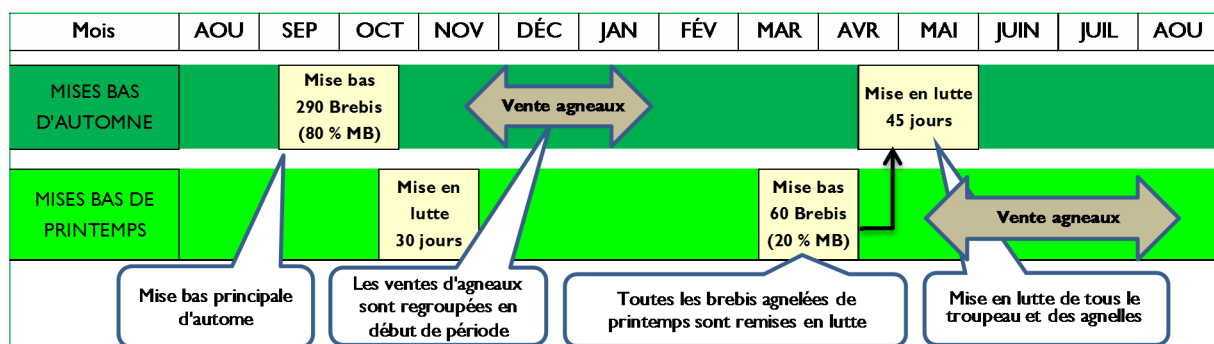 Mois AOU SEP OCT NOV DÉC JAN FÉV MAR AVR MAI JUIN JUIL AOU
MISES BAS
D'AUTOMNE
Mise bas
290 Brebis
(80 % MB)
Vente agneaux
Mise en lutte
45 jours
MISES BAS DE
PRINTEMPS
Mise en
lutte
30 jours
Mise bas
60 Brebis
(20 % MB)
Vente agneaux
Mise bas principale
d'autome
Les ventes d'agneaux
sont regroupées en
début de période
Toutes les brebis agnelées de
printemps sont remises en lutte
Mise en lutte de tous le
troupeau et des agnelles